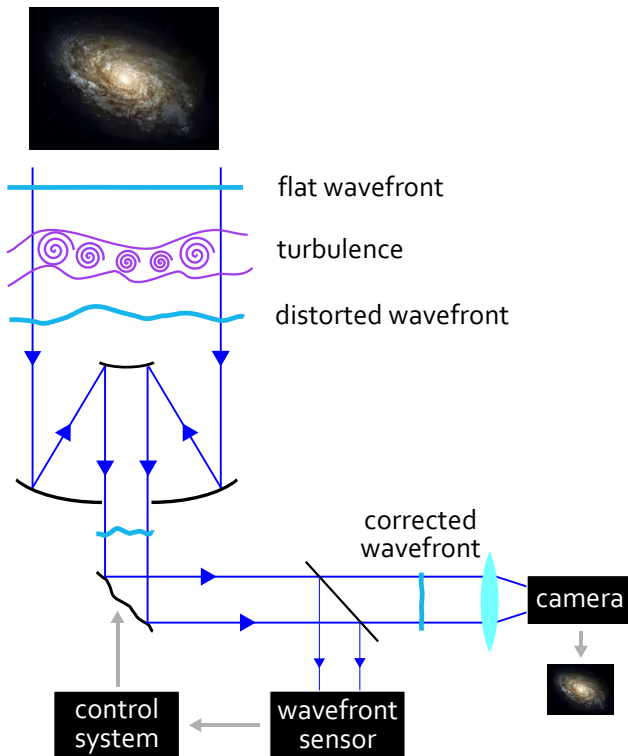 flat wavefront
turbulence
distorted wavefront
corrected
wavefront
camera
control
system
wavefront
sensor